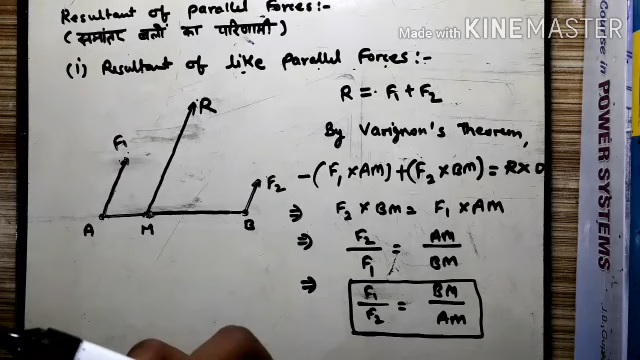 Resultant of parallel Forces:-
(समांतर बलों का परिणामी)
Made with KINEMASTER
(i) Resultant of like Parallel Forces:-
R
F₁
F₂
A
M
B
R = F₁ + F₂
By Varignon's Theorem,
-(F₁ × AM) + (F₂ × BM) = R × 0
⇒ F₂ × BM = F₁ × AM
⇒ F₂/F₁ = AM/BM
⇒ F₁/F₂ = BM/AM
Course in
POWER SYSTEMS